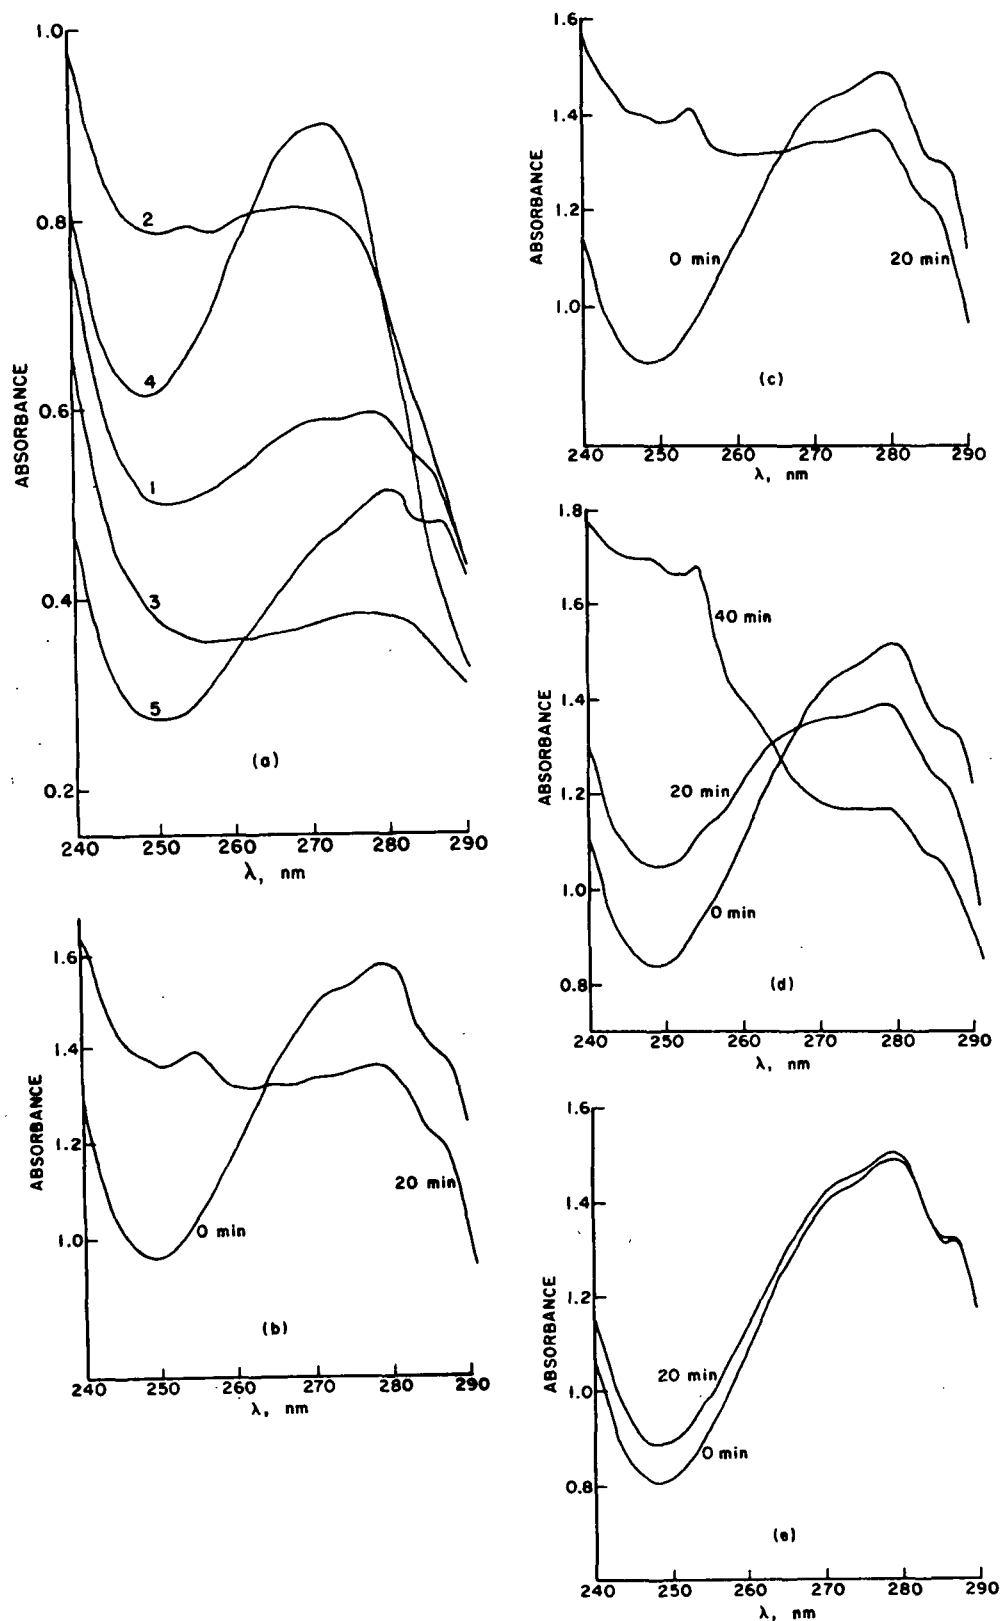 1.0
0.8
0.6
0.4
0.2
ABSORBANCE
2
4
1
3
5
(a)
240 250 260 270 280 290
λ, nm
1.6
1.4
1.2
1.0
ABSORBANCE
0 min
20 min
(b)
240 250 260 270 280 290
λ, nm
1.6
1.4
1.2
1.0
ABSORBANCE
0 min
20 min
(c)
240 250 260 270 280 290
λ, nm
1.8
1.6
1.4
1.2
1.0
0.8
ABSORBANCE
40 min
20 min
0 min
(d)
240 250 260 270 280 290
λ, nm
1.6
1.4
1.2
1.0
0.8
ABSORBANCE
20 min
0 min
(e)
240 250 260 270 280 290
λ, nm